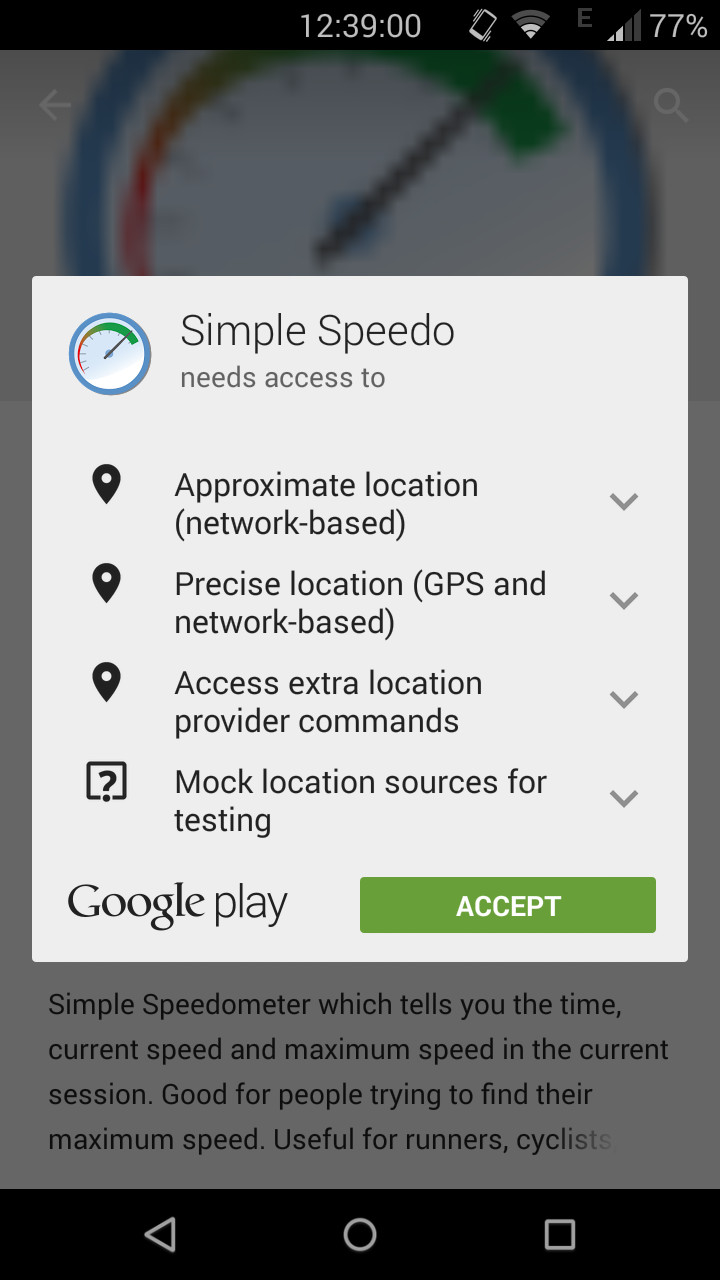 12:39:00 E 77%
Simple Speedo
needs access to
Approximate location
(network-based)
Precise location (GPS and
network-based)
Access extra location
provider commands
Mock location sources for
testing
Google play ACCEPT
Simple Speedometer which tells you the time,
current speed and maximum speed in the current
session. Good for people trying to find their
maximum speed. Useful for runners, cyclists